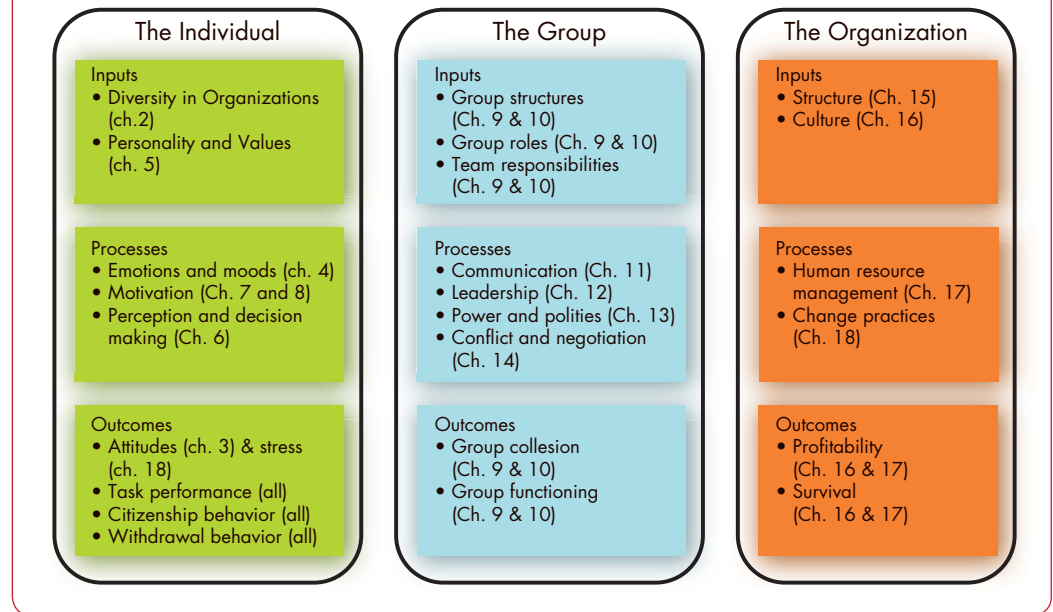 The Individual
Inputs
• Diversity in Organizations
(ch.2)
• Personality and Values
(ch. 5)
Processes
• Emotions and moods (ch. 4)
• Motivation (Ch. 7 and 8)
• Perception and decision
making (Ch. 6)
Outcomes
• Attitudes (ch. 3) & stress
(ch. 18)
• Task performance (all)
• Citizenship behavior (all)
• Withdrawal behavior (all)
The Group
Inputs
• Group structures
(Ch. 9 & 10)
• Group roles (Ch. 9 & 10)
• Team responsibilities
(Ch. 9 & 10)
Processes
• Communication (Ch. 11)
• Leadership (Ch. 12)
• Power and polities (Ch. 13)
• Conflict and negotiation
(Ch. 14)
Outcomes
• Group collesion
(Ch. 9 & 10)
• Group functioning
(Ch. 9 & 10)
The Organization
Inputs
• Structure (Ch. 15)
• Culture (Ch. 16)
Processes
• Human resource
management (Ch. 17)
• Change practices
(Ch. 18)
Outcomes
• Profitability
(Ch. 16 & 17)
• Survival
(Ch. 16 & 17)